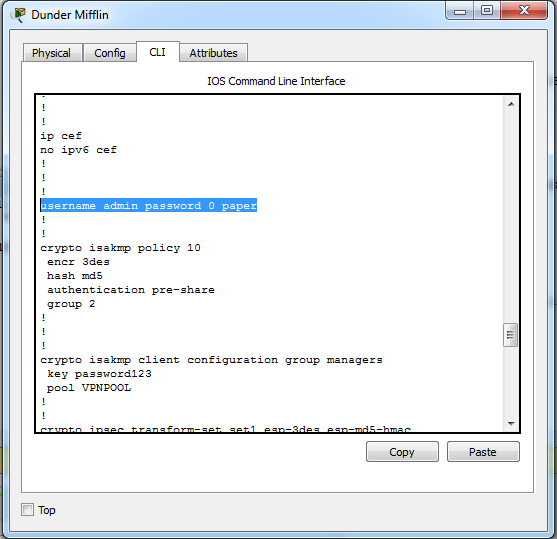 Dunder Mifflin
Physical Config CLI Attributes
IOS Command Line Interface
!
!
!
ip cef
no ipv6 cef
!
!
!
username admin password 0 paper
!
!
crypto isakmp policy 10
encr 3des
hash md5
authentication pre-share
group 2
!
!
!
crypto isakmp client configuration group managers
key password123
pool VPNPOOL
!
!
crypto ipsec transform-set set1 esp-3des esp-md5-hmac
Copy Paste
Top